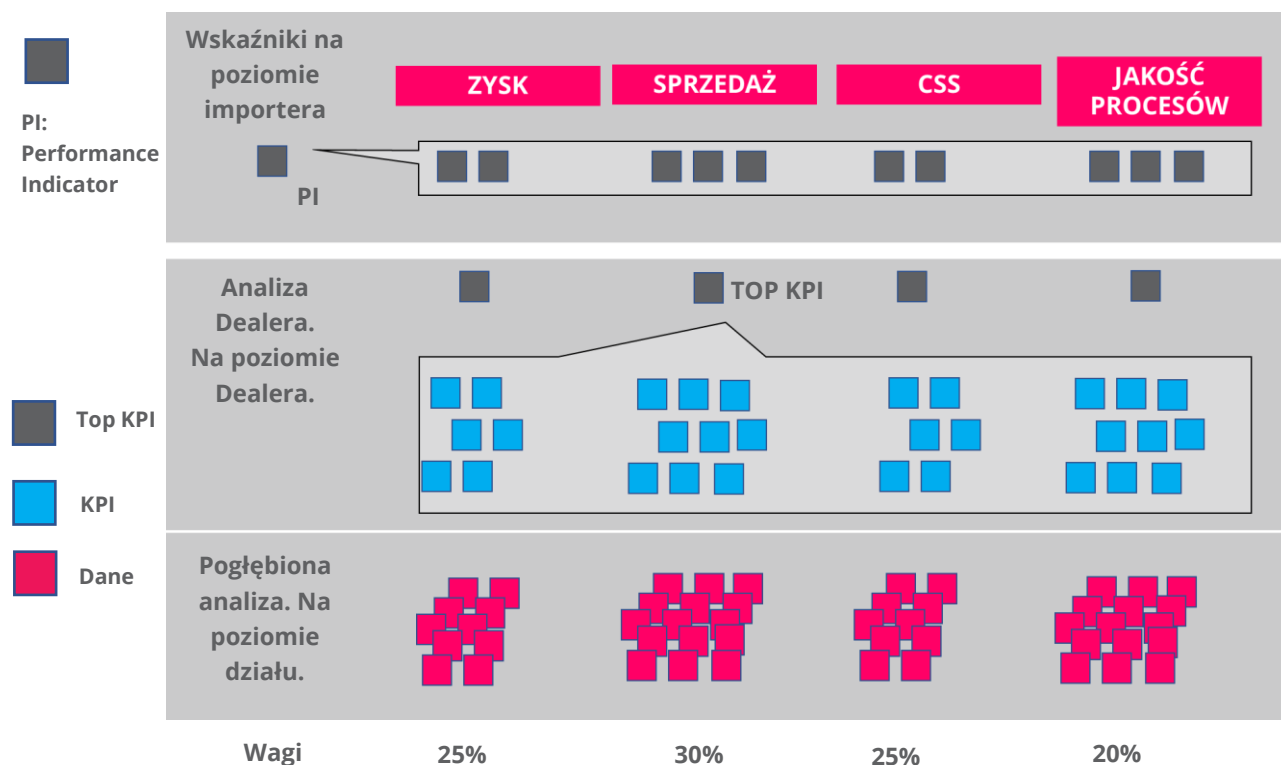 PI:
Performance
Indicator
Wskaźniki na
poziomie
importera
PI
ZYSK
SPRZEDAŻ
CSS
JAKOŚĆ
PROCESÓW
Analiza
Dealera.
Na poziomie
Dealera.
TOP KPI
Top KPI
KPI
Dane
Pogłębiona
analiza. Na
poziomie
działu.
Wagi
25%
30%
25%
20%